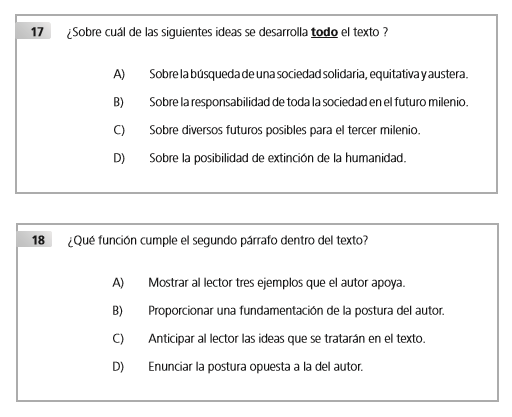 17 ¿Sobre cuál de las siguientes ideas se desarrolla todo el texto ?
A) Sobre la búsqueda de una sociedad solidaria, equitativa y austera.
B) Sobre la responsabilidad de toda la sociedad en el futuro milenio.
C) Sobre diversos futuros posibles para el tercer milenio.
D) Sobre la posibilidad de extinción de la humanidad.
18 ¿Qué función cumple el segundo párrafo dentro del texto?
A) Mostrar al lector tres ejemplos que el autor apoya.
B) Proporcionar una fundamentación de la postura del autor.
C) Anticipar al lector las ideas que se tratarán en el texto.
D) Enunciar la postura opuesta a la del autor.